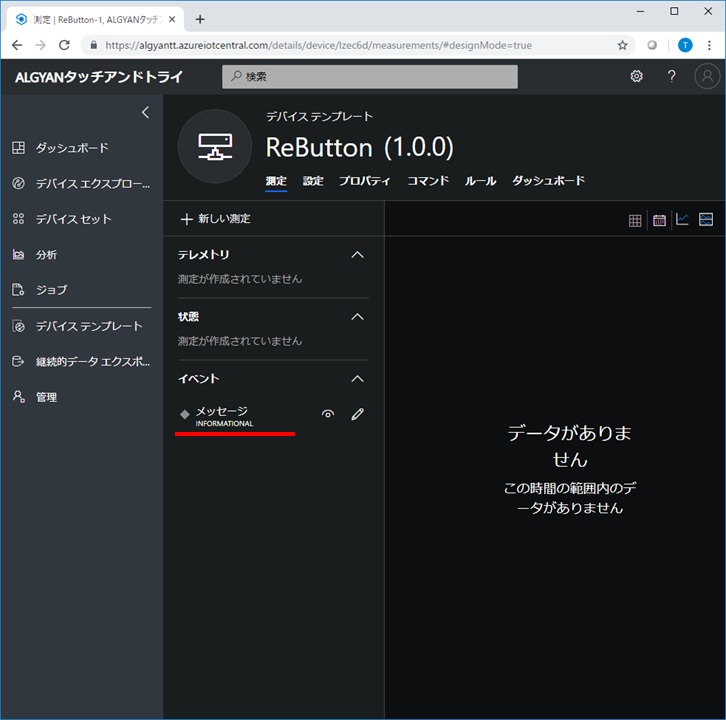 測定 | ReButton-1, ALGYANタッチ
https://algyantt.azureiotcentral.com/details/device/lzec6d/measurements/#designMode=true
T
ALGYANタッチアンドトライ
検索
?
デバイス テンプレート
ReButton (1.0.0)
測定 設定 プロパティ コマンド ルール ダッシュボード
ダッシュボード
デバイス エクスプロー...
デバイス セット
分析
ジョブ
デバイス テンプレート
継続的データ エクスポ...
管理
新しい測定
テレメトリ
測定が作成されていません
状態
測定が作成されていません
イベント
メッセージ
INFORMATIONAL
データがありま
せん
この時間の範囲内のデ
ータがありません